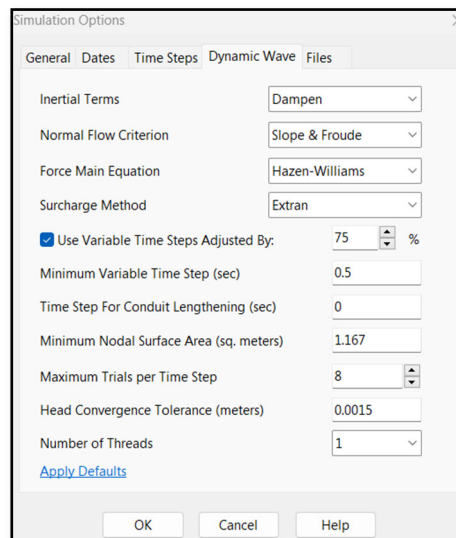 Simulation Options
General Dates Time Steps Dynamic Wave Files
Inertial Terms Dampen
Normal Flow Criterion Slope & Froude
Force Main Equation Hazen-Williams
Surcharge Method Extran
Use Variable Time Steps Adjusted By: 75 %
Minimum Variable Time Step (sec) 0.5
Time Step For Conduit Lengthening (sec) 0
Minimum Nodal Surface Area (sq. meters) 1.167
Maximum Trials per Time Step 8
Head Convergence Tolerance (meters) 0.0015
Number of Threads 1
Apply Defaults
OK Cancel Help